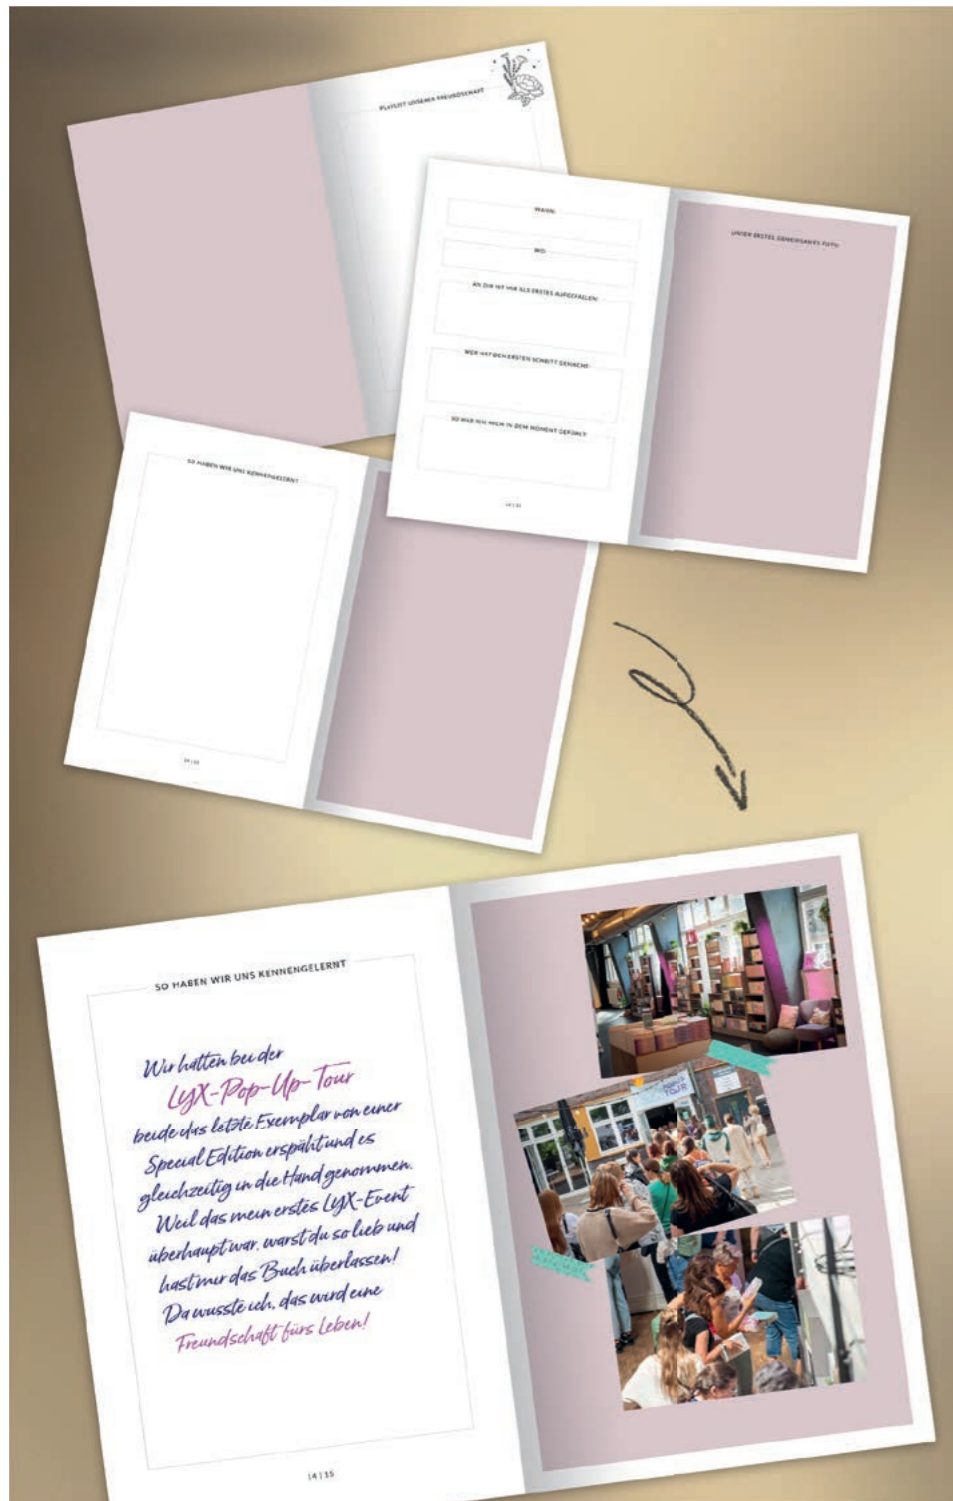 PLAYLIST UNSERER FREUNDSCHAFT
WANN:
WO:
AN DIR IST MIR ALS ERSTES AUFGEFALLEN:
WER HAT DEN ERSTEN SCHRITT GEMACHT:
SO HAB ICH MICH IN DEM MOMENT GEFÜHLT:
UNSER ERSTES GEMEINSAMES FOTO:
SO HABEN WIR UNS KENNENGELERNT
SO HABEN WIR UNS KENNENGELERNT
Wir hatten bei der
LYX-Pop-Up-Tour
beide das letzte Exemplar von einer
Special Edition erspäht und es
gleichzeitig in die Hand genommen.
Weil das mein erstes LYX-Event
überhaupt war, warst du so lieb und
hast mir das Buch überlassen!
Da wusste ich, das wird eine
Freundschaft fürs Leben!
TOUR
14 | 15